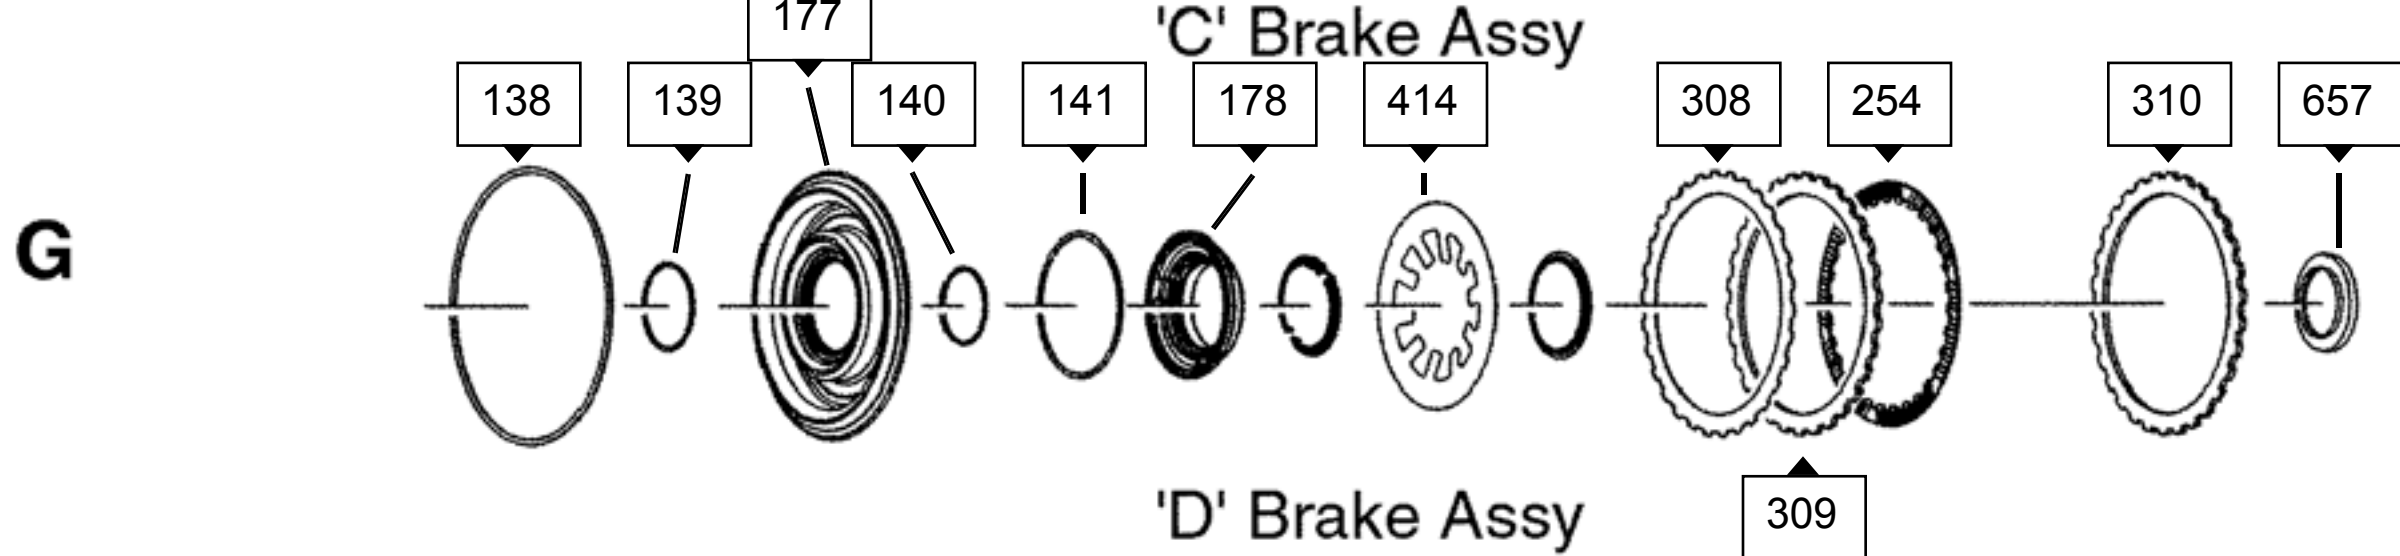 177
'C' Brake Assy
138 139 140 141 178 414 308 254 310 657
G
'D' Brake Assy
309